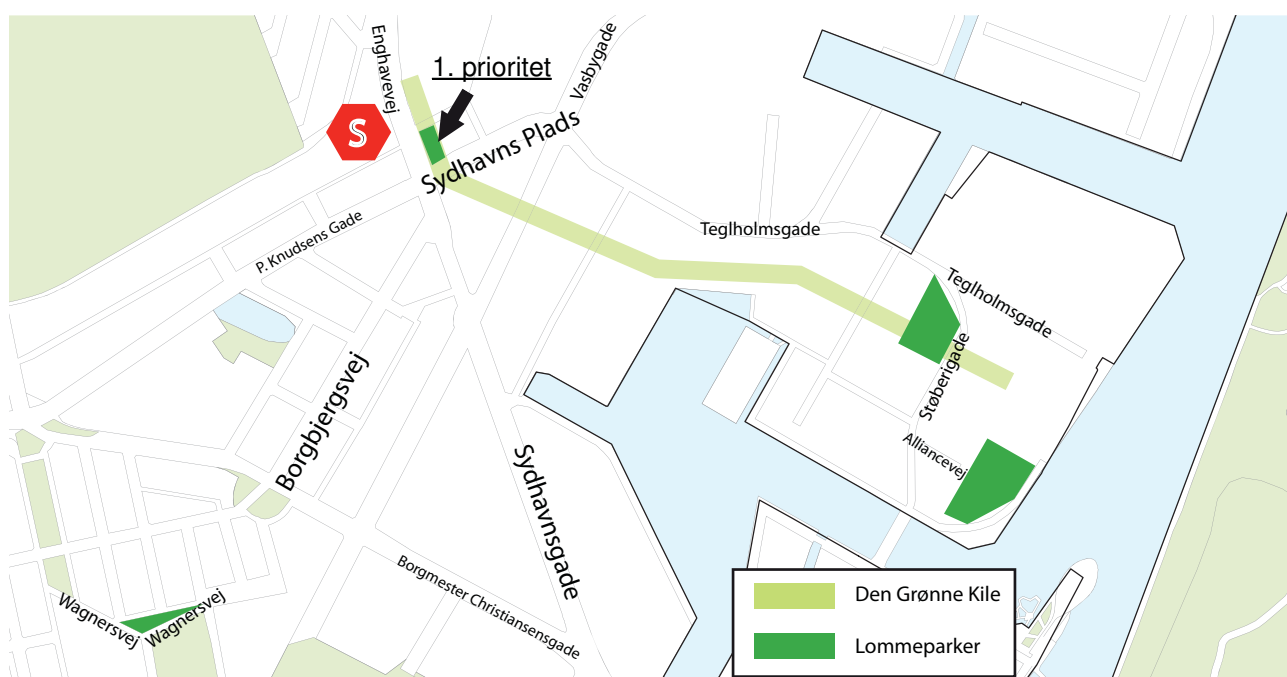 Enghavevej
1. prioritet
Vasbygade
S
Sydhavns Plads
P. Knudsens Gade
Teglholmsgade
Teglholmsgade
Støberigade
Borgbjergsvej
Alliancevej
Sydhavnsgade
Borgmester Christiansensgade
Wagnersvej
Wagnersvej
Den Grønne Kile
Lommeparker